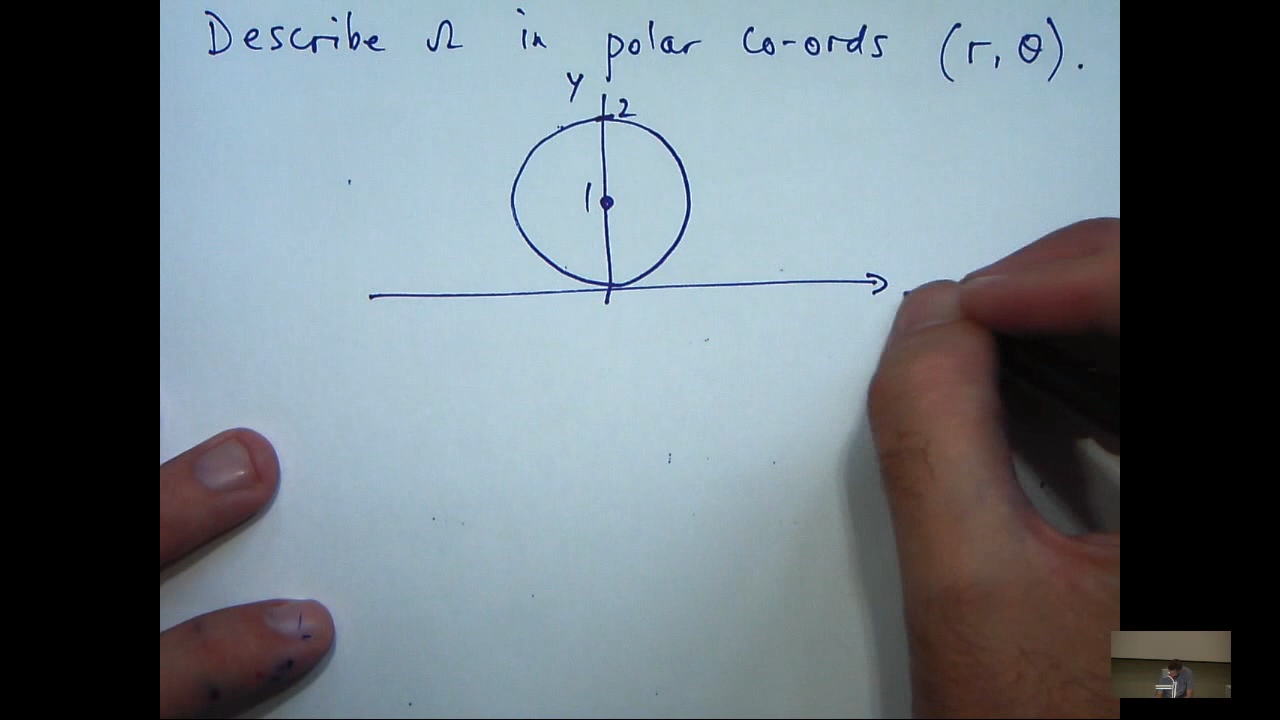 Describe Ω in polar co-ords (r, θ).
y
2
1